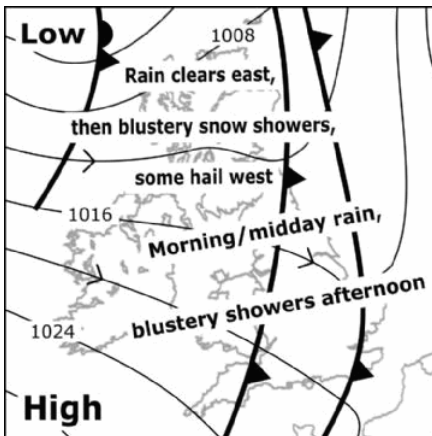 Low
1008
Rain clears east,
then blustery snow showers,
some hail west
1016
Morning/midday rain,
blustery showers afternoon
1024
High